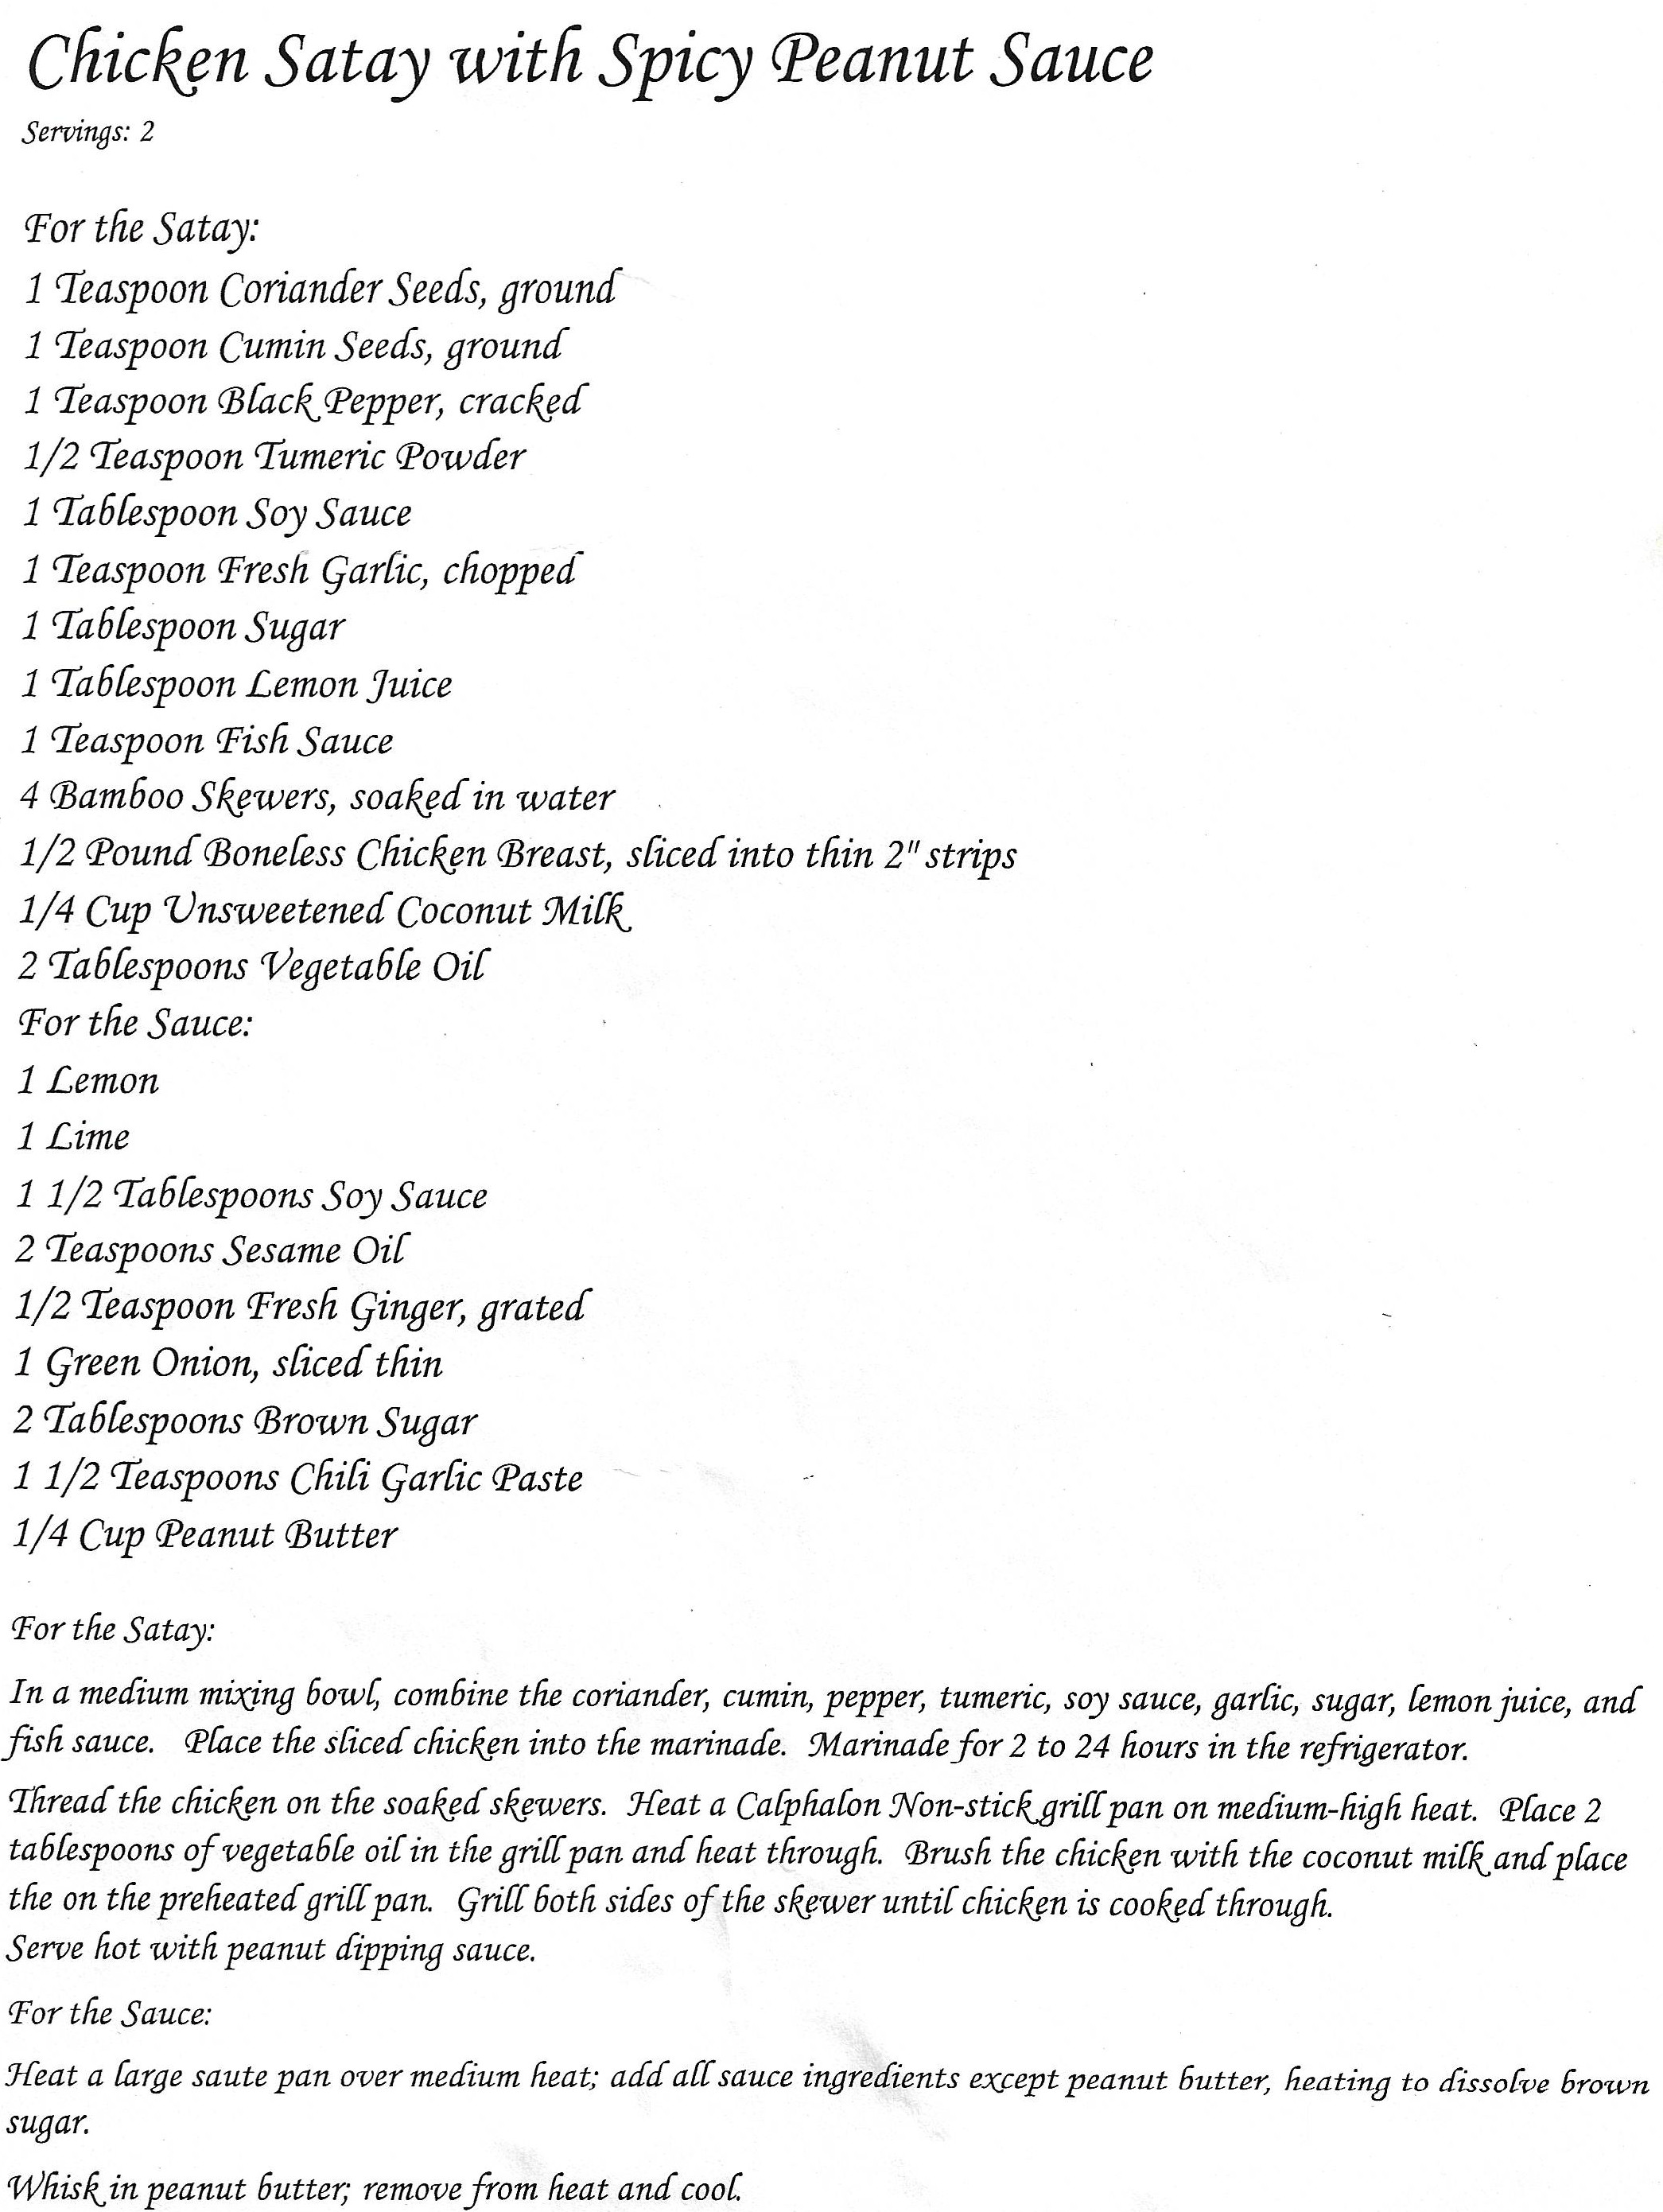 Chicken Satay with Spicy Peanut Sauce
Servings: 2
For the Satay:
1 Teaspoon Coriander Seeds, ground
1 Teaspoon Cumin Seeds, ground
1 Teaspoon Black Pepper, cracked
1/2 Teaspoon Tumeric Powder
1 Tablespoon Soy Sauce
1 Teaspoon Fresh Garlic, chopped
1 Tablespoon Sugar
1 Tablespoon Lemon Juice
1 Teaspoon Fish Sauce
4 Bamboo Skewers, soaked in water
1/2 Pound Boneless Chicken Breast, sliced into thin 2" strips
1/4 Cup Unsweetened Coconut Milk
2 Tablespoons Vegetable Oil
For the Sauce:
1 Lemon
1 Lime
1 1/2 Tablespoons Soy Sauce
2 Teaspoons Sesame Oil
1/2 Teaspoon Fresh Ginger, grated
1 Green Onion, sliced thin
2 Tablespoons Brown Sugar
1 1/2 Teaspoons Chili Garlic Paste
1/4 Cup Peanut Butter
For the Satay:
In a medium mixing bowl, combine the coriander, cumin, pepper, tumeric, soy sauce, garlic, sugar, lemon juice, and
fish sauce. Place the sliced chicken into the marinade. Marinade for 2 to 24 hours in the refrigerator.
Thread the chicken on the soaked skewers. Heat a Calphalon Non-stick grill pan on medium-high heat. Place 2
tablespoons of vegetable oil in the grill pan and heat through. Brush the chicken with the coconut milk and place
the on the preheated grill pan. Grill both sides of the skewer until chicken is cooked through.
Serve hot with peanut dipping sauce.
For the Sauce:
Heat a large saute pan over medium heat; add all sauce ingredients except peanut butter, heating to dissolve brown
sugar.
Whisk in peanut butter; remove from heat and cool.